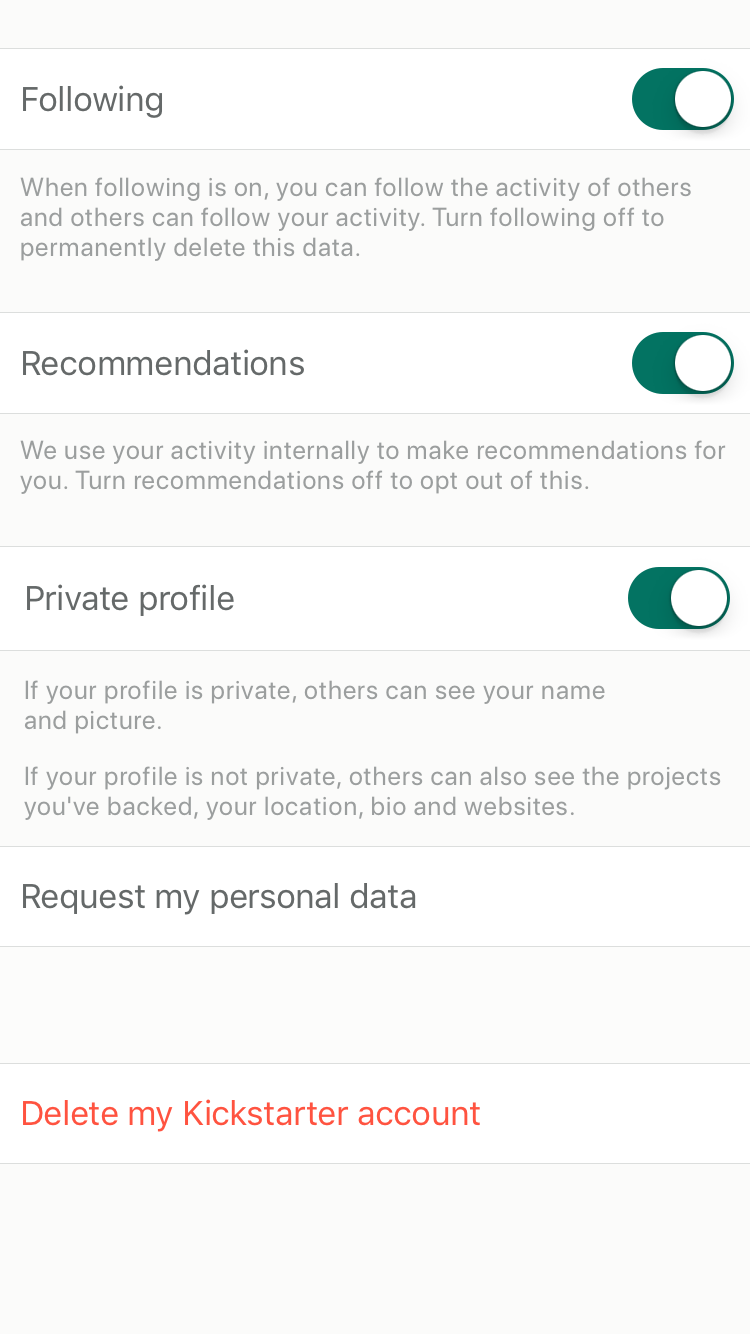 Following
When following is on, you can follow the activity of others
and others can follow your activity. Turn following off to
permanently delete this data.
Recommendations
We use your activity internally to make recommendations for
you. Turn recommendations off to opt out of this.
Private profile
If your profile is private, others can see your name
and picture.
If your profile is not private, others can also see the projects
you've backed, your location, bio and websites.
Request my personal data
Delete my Kickstarter account